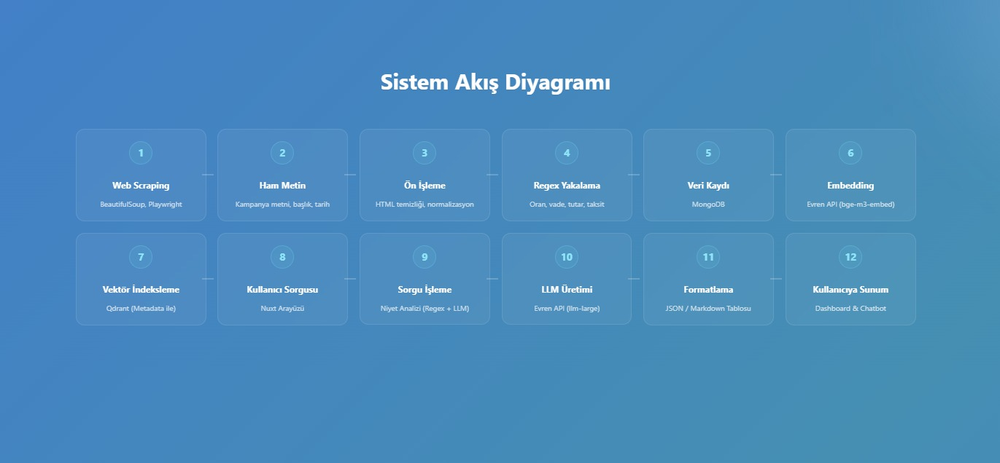 Sistem Akış Diyagramı
1
Web Scraping
BeautifulSoup, Playwright
2
Ham Metin
Kampanya metni, başlık, tarih
3
Ön İşleme
HTML temizliği, normalizasyon
4
Regex Yakalama
Oran, vade, tutar, taksit
5
Veri Kaydı
MongoDB
6
Embedding
Evren API (bge-m3-embed)
7
Vektör İndeksleme
Qdrant (Metadata ile)
8
Kullanıcı Sorgusu
Nuxt Arayüzü
9
Sorgu İşleme
Niyet Analizi (Regex + LLM)
10
LLM Üretimi
Evren API (llm-large)
11
Formatlama
JSON / Markdown Tablosu
12
Kullanıcıya Sunum
Dashboard & Chatbot